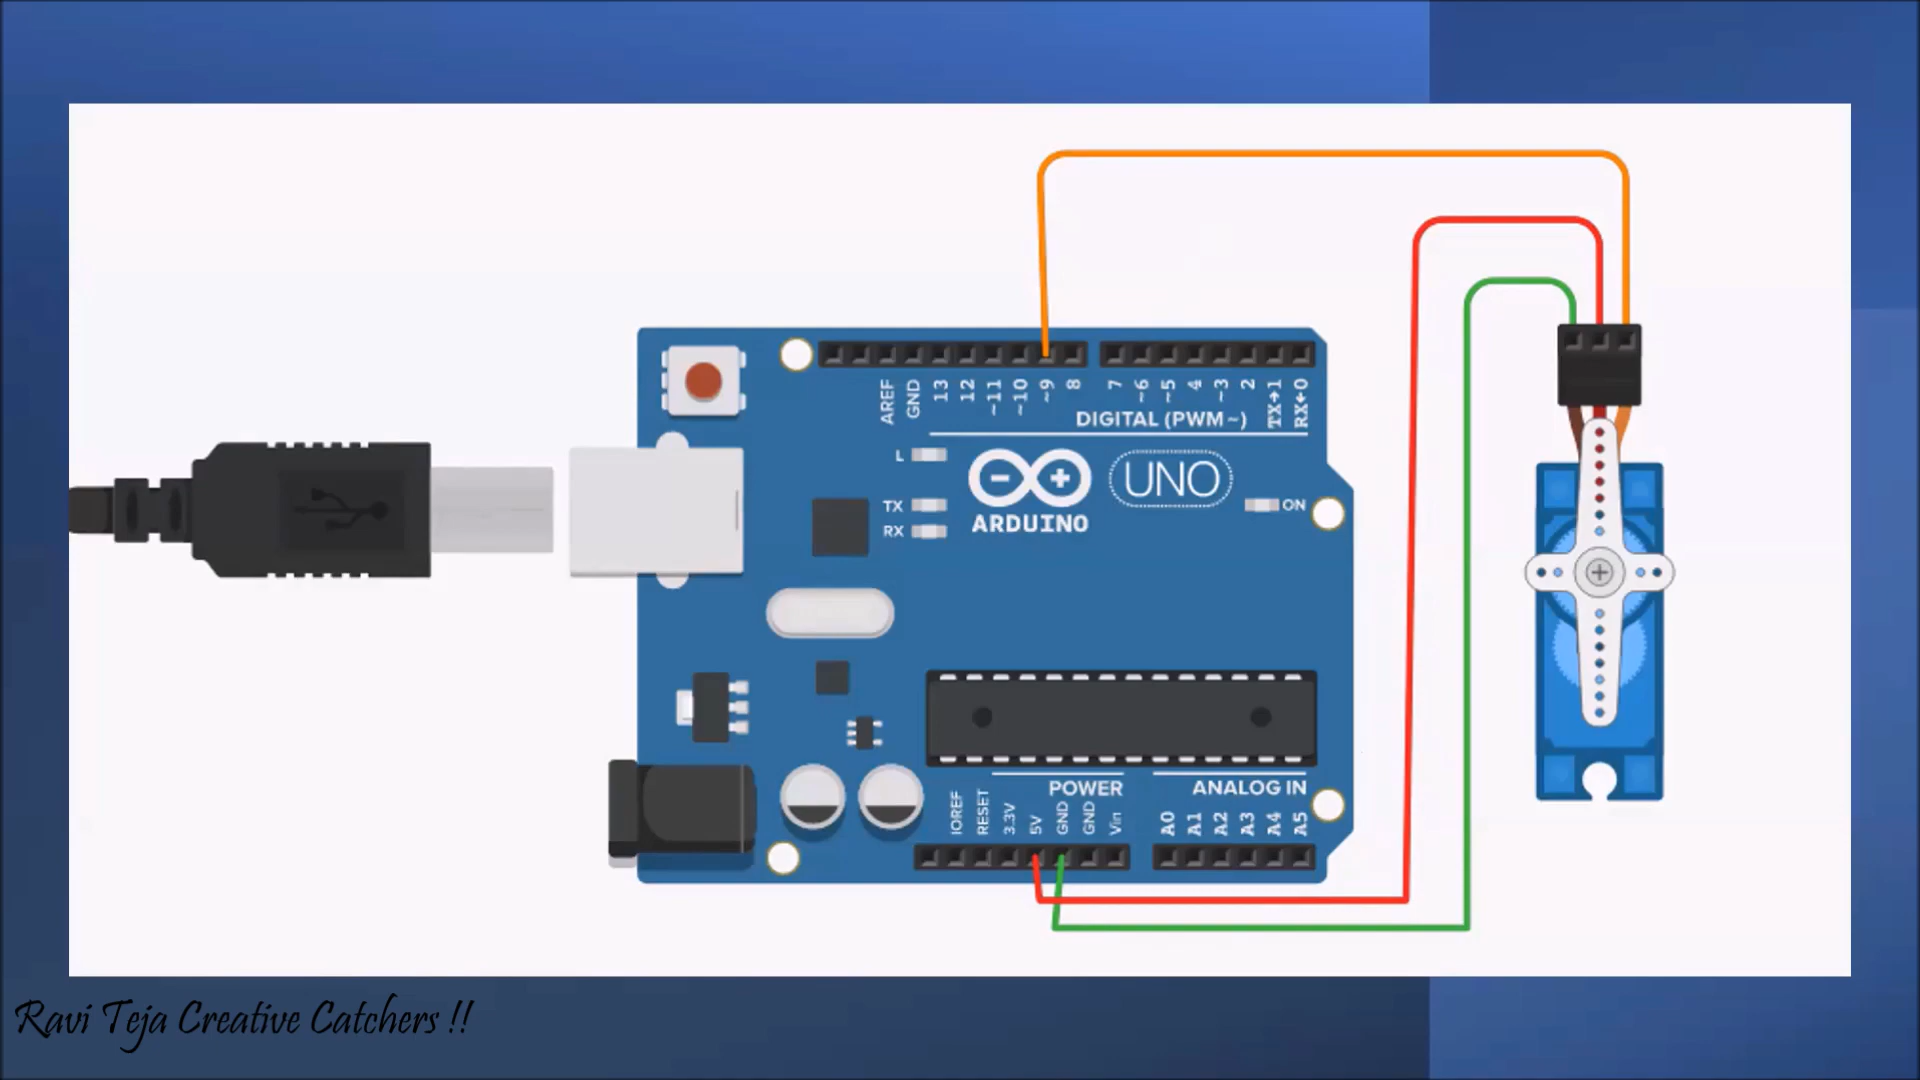 AREF
GND
13
12
~11
~10
~9
8
7
~6
~5
4
~3
2
TX→1
RX←0
DIGITAL (PWM ~)
L
TX
RX
UNO
ON
ARDUINO
POWER
ANALOG IN
IOREF
RESET
3.3V
5V
GND
GND
Vin
A0
A1
A2
A3
A4
A5
Ravi Teja Creative Catchers !!